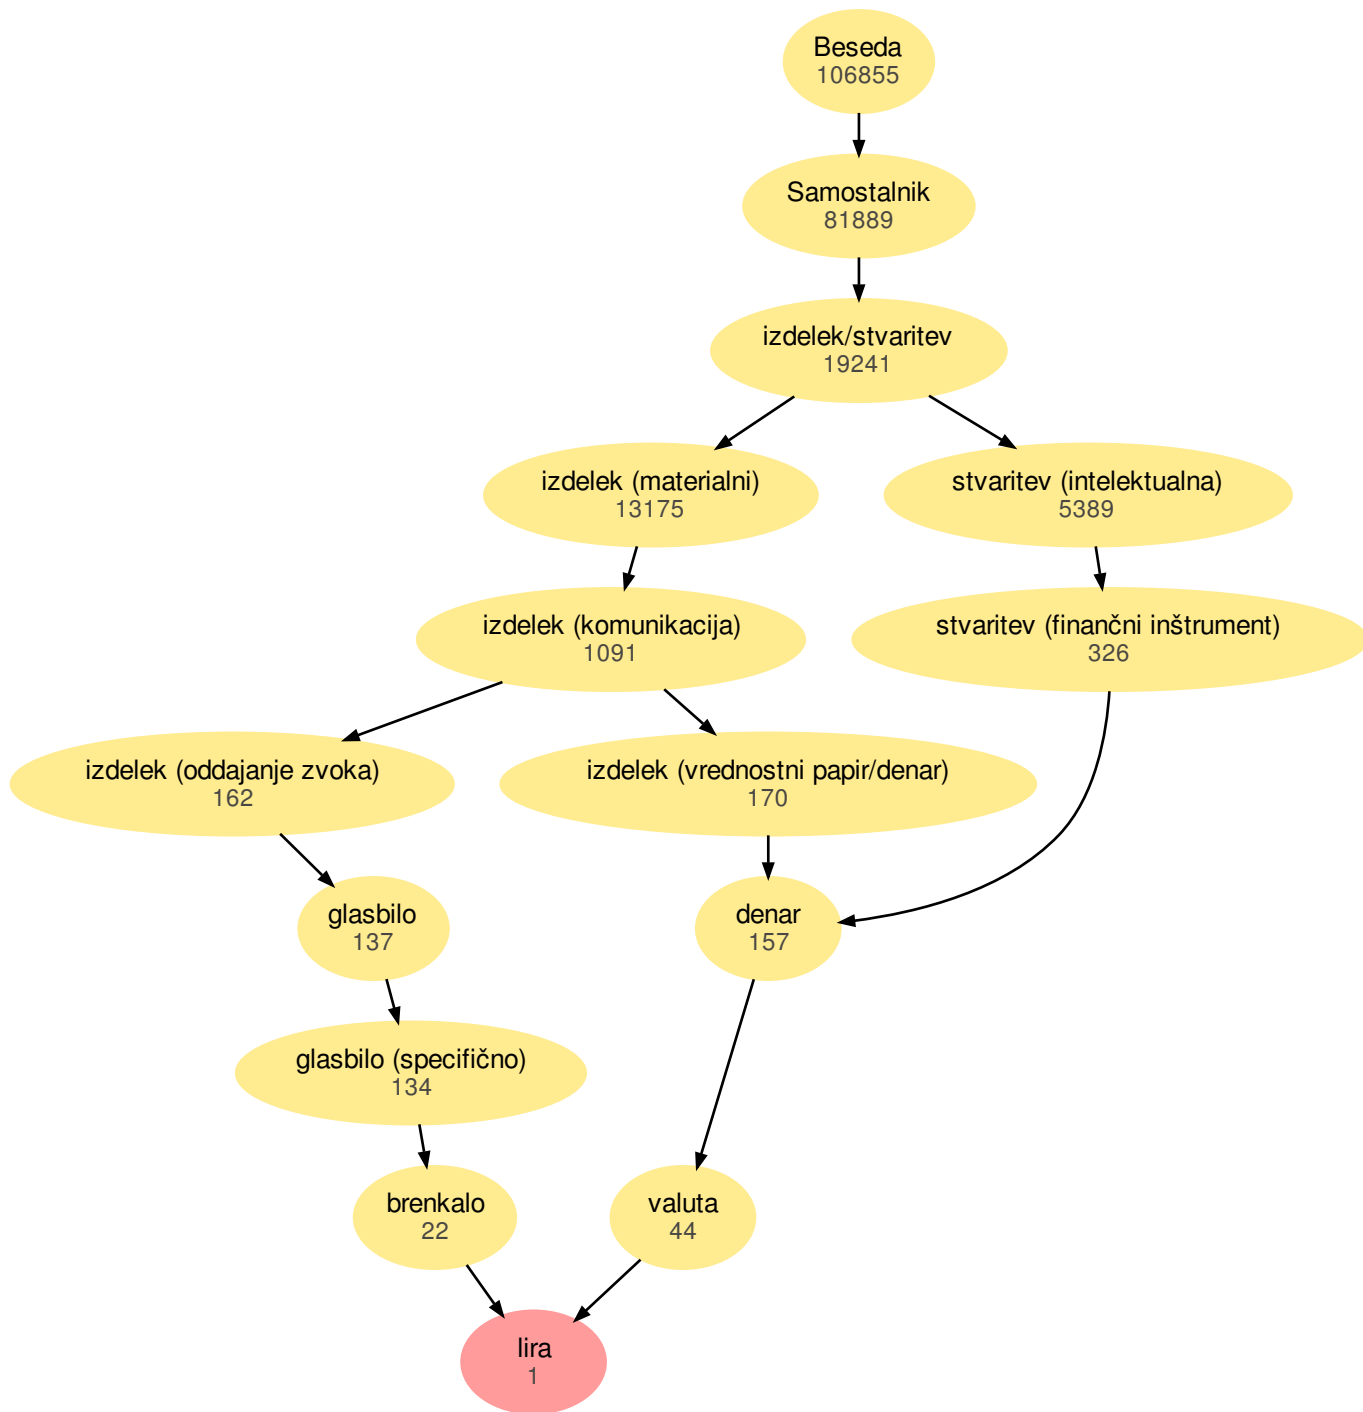 Beseda
106855
Samostalnik
81889
izdelek/stvaritev
19241
izdelek (materialni)
13175
stvaritev (intelektualna)
5389
izdelek (komunikacija)
1091
stvaritev (finančni inštrument)
326
izdelek (oddajanje zvoka)
162
izdelek (vrednostni papir/denar)
170
glasbilo
137
denar
157
glasbilo (specifično)
134
brenkalo
22
valuta
44
lira
1